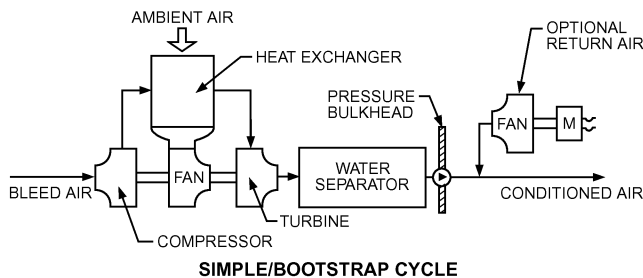 AMBIENT AIR
OPTIONAL
RETURN AIR
HEAT EXCHANGER
PRESSURE
BULKHEAD
FAN
M
WATER
SEPARATOR
FAN
BLEED AIR
CONDITIONED AIR
TURBINE
COMPRESSOR
SIMPLE/BOOTSTRAP CYCLE